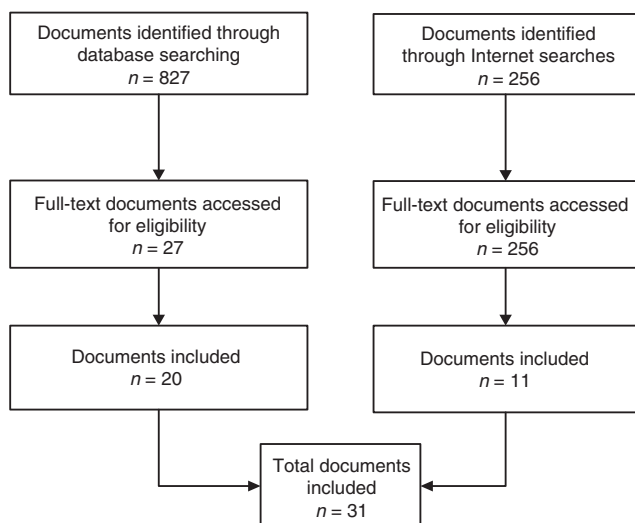 Documents identified through
database searching
n = 827
Documents identified
through Internet searches
n = 256
Full-text documents accessed
for eligibility
n = 27
Full-text documents accessed
for eligibility
n = 256
Documents included
n = 20
Documents included
n = 11
Total documents
included
n = 31